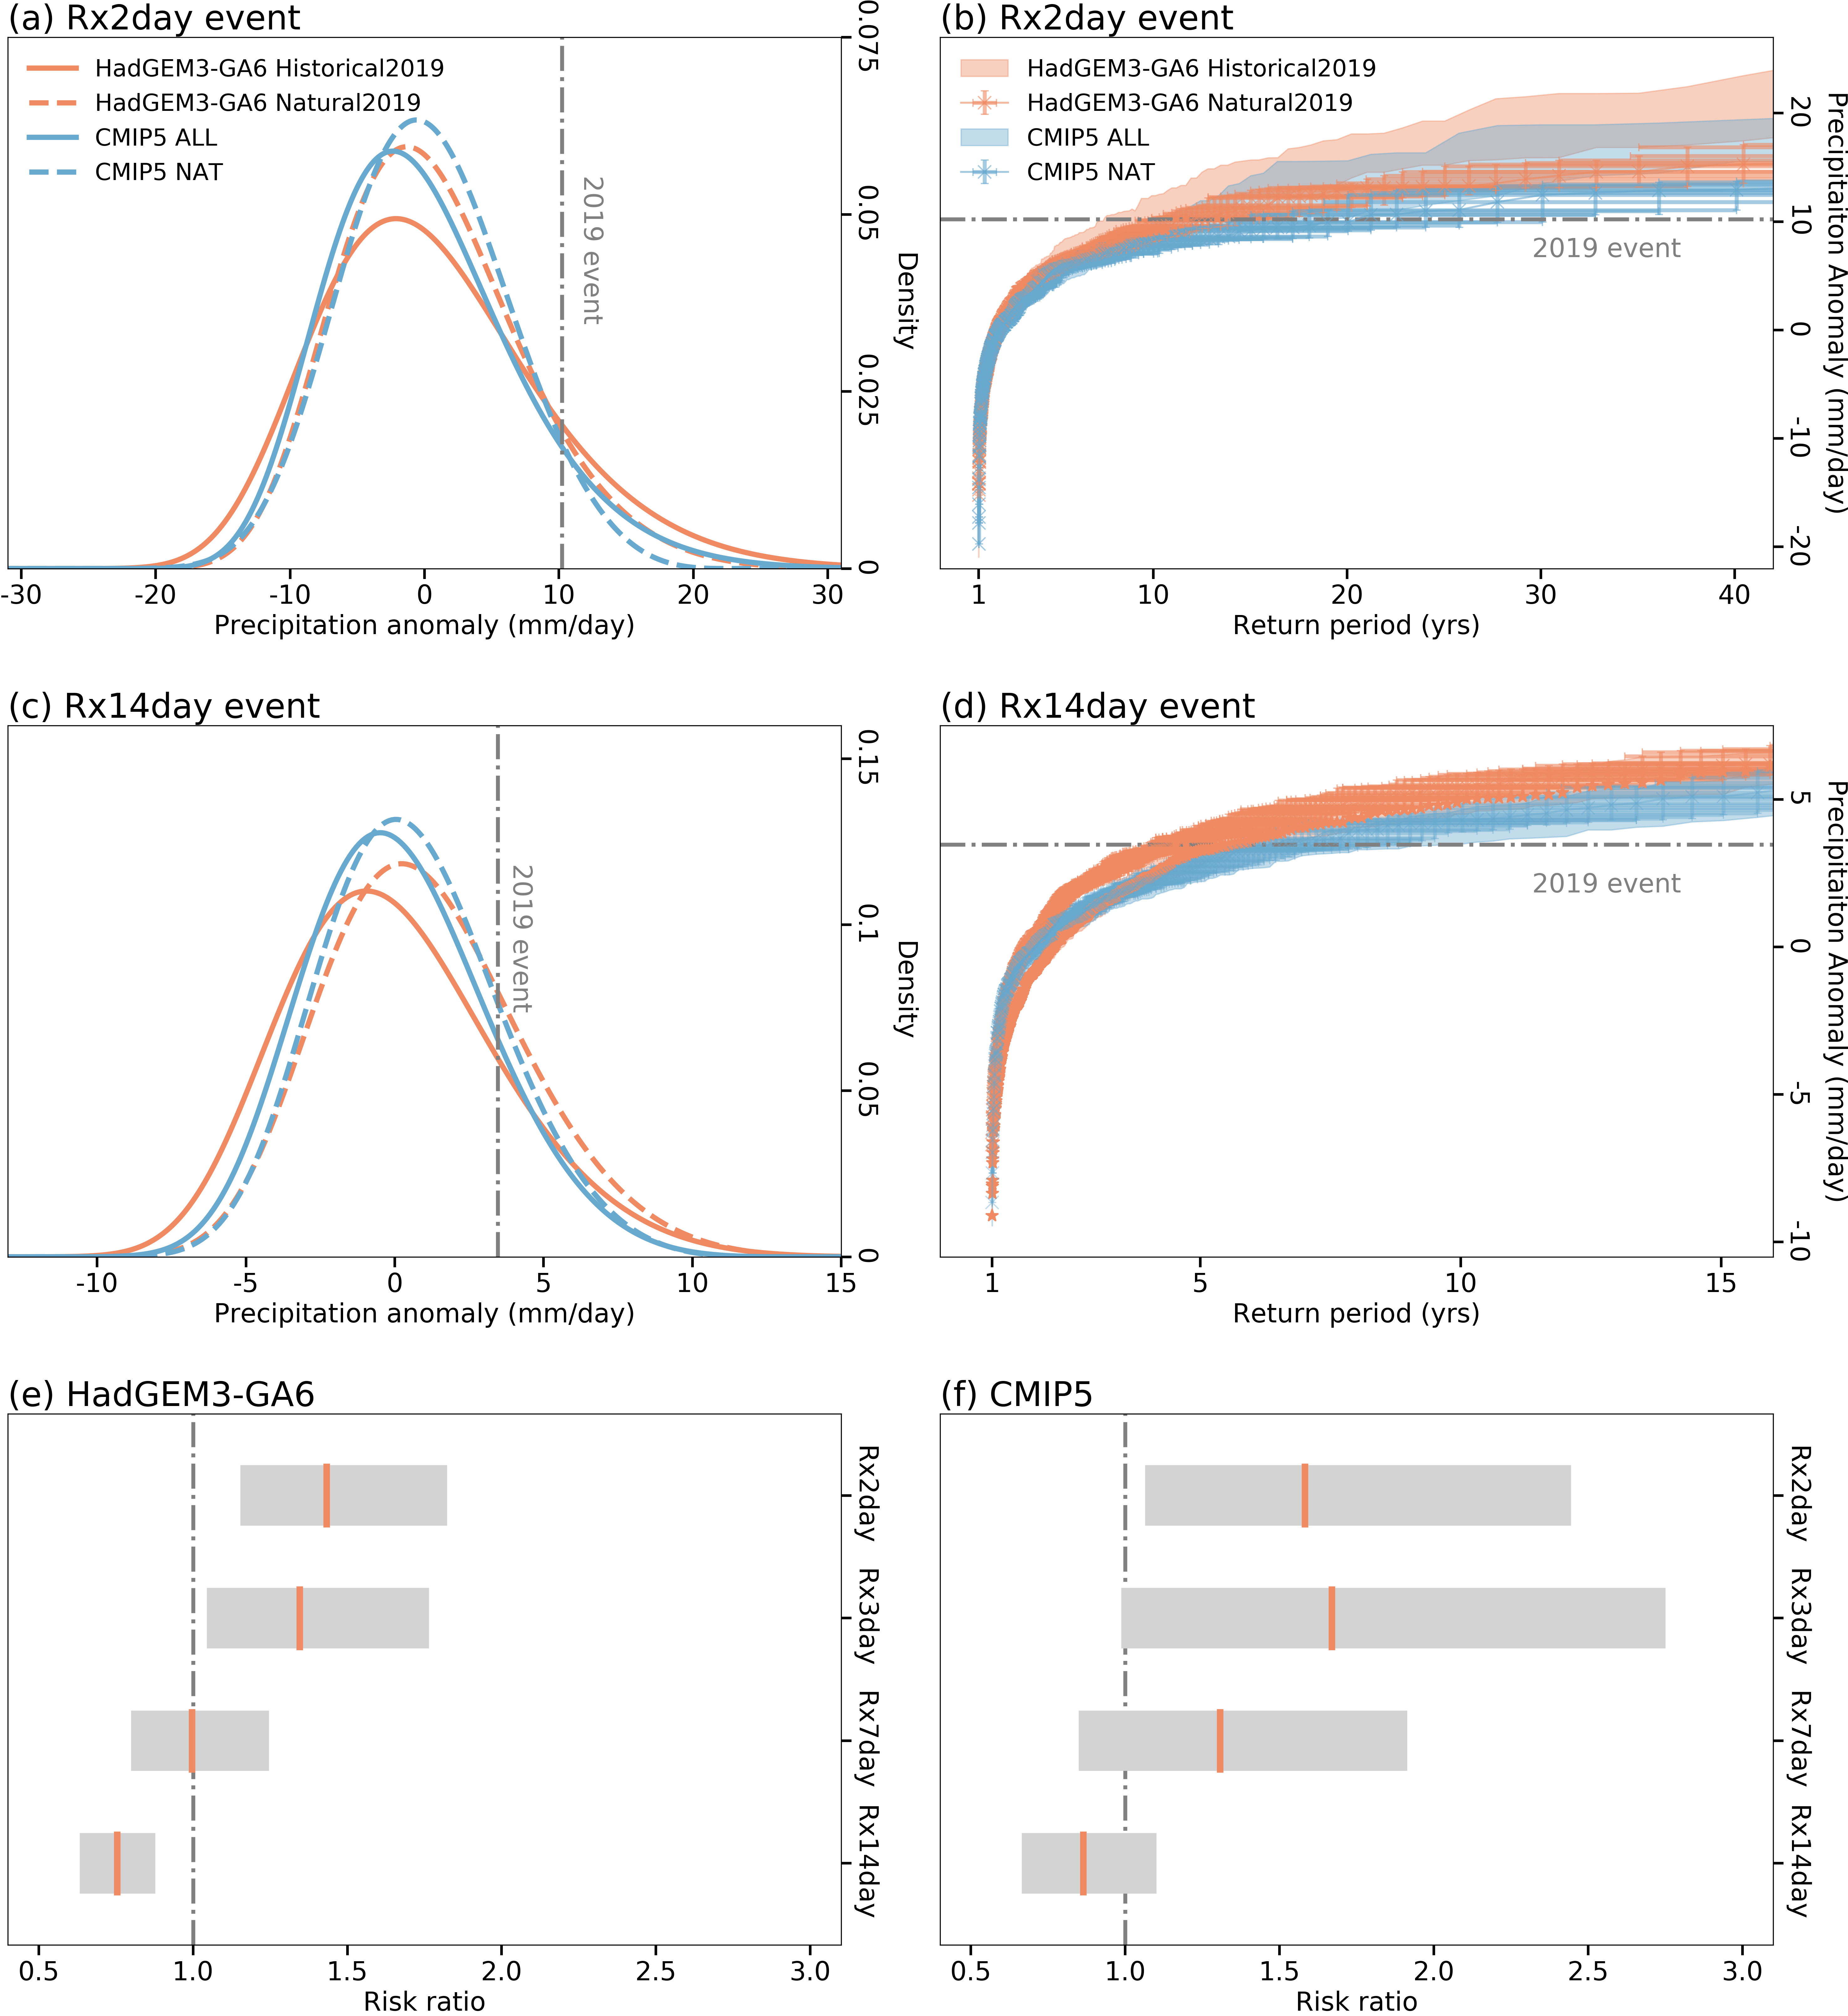 (a) Rx2day event
HadGEM3-GA6 Historical2019
HadGEM3-GA6 Natural2019
CMIP5 ALL
CMIP5 NAT
2019 event
0.075
0.05
0.025
0
Density
-30 -20 -10 0 10 20 30
Precipitation anomaly (mm/day)
(b) Rx2day event
HadGEM3-GA6 Historical2019
HadGEM3-GA6 Natural2019
CMIP5 ALL
CMIP5 NAT
2019 event
20
10
0
-10
-20
Precipitaiton Anomaly (mm/day)
1 10 20 30 40
Return period (yrs)
(c) Rx14day event
2019 event
0.15
0.1
0.05
0
Density
-10 -5 0 5 10 15
Precipitation anomaly (mm/day)
(d) Rx14day event
2019 event
5
0
-5
-10
Precipitaiton Anomaly (mm/day)
1 5 10 15
Return period (yrs)
(e) HadGEM3-GA6
Rx2day
Rx3day
Rx7day
Rx14day
0.5 1.0 1.5 2.0 2.5 3.0
Risk ratio
(f) CMIP5
Rx2day
Rx3day
Rx7day
Rx14day
0.5 1.0 1.5 2.0 2.5 3.0
Risk ratio